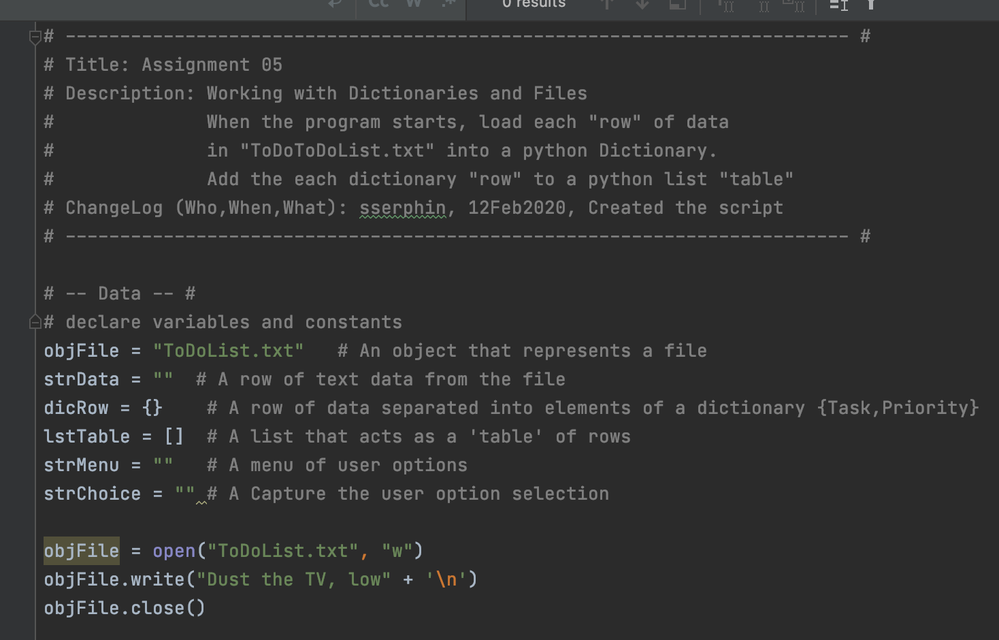 Cc W .* 0 results
# ------------------------------------------------------------------------ #
# Title: Assignment 05
# Description: Working with Dictionaries and Files
# When the program starts, load each "row" of data
# in "ToDoToDoList.txt" into a python Dictionary.
# Add the each dictionary "row" to a python list "table"
# ChangeLog (Who,When,What): sserphin, 12Feb2020, Created the script
# ------------------------------------------------------------------------ #
# -- Data -- #
# declare variables and constants
objFile = "ToDoList.txt" # An object that represents a file
strData = "" # A row of text data from the file
dicRow = {} # A row of data separated into elements of a dictionary {Task,Priority}
lstTable = [] # A list that acts as a 'table' of rows
strMenu = "" # A menu of user options
strChoice = "" # A Capture the user option selection
objFile = open("ToDoList.txt", "w")
objFile.write("Dust the TV, low" + '\n')
objFile.close()